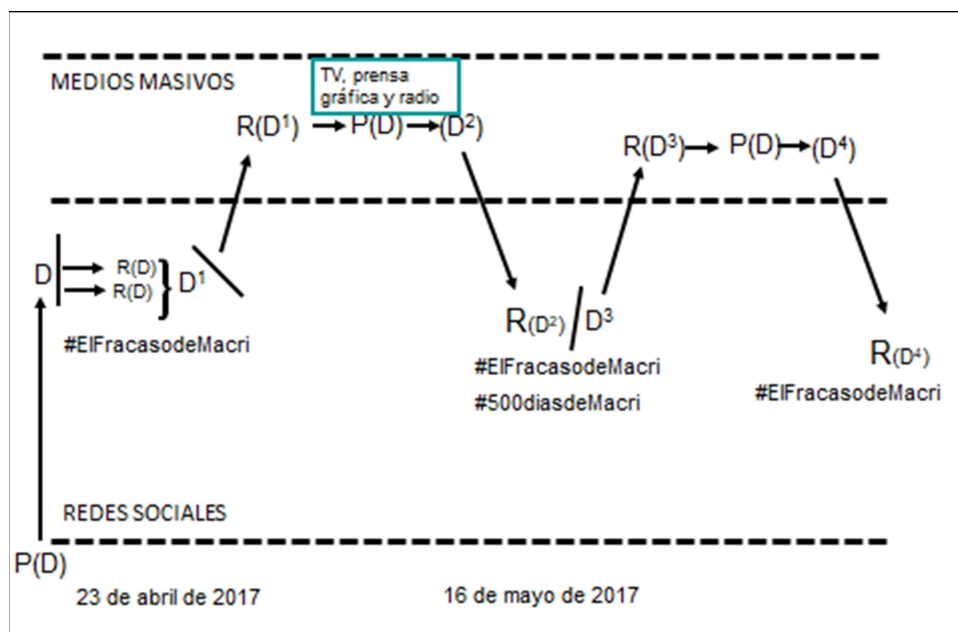 MEDIOS MASIVOS
TV, prensa
gráfica y radio
R(D¹) P(D) (D²)
R(D³) P(D) (D⁴)
D R(D) } D¹
R(D)
#ElFracasodeMacri
R(D²) / D³
#ElFracasodeMacri
#500diasdeMacri
R(D⁴)
#ElFracasodeMacri
REDES SOCIALES
P(D)
23 de abril de 2017
16 de mayo de 2017